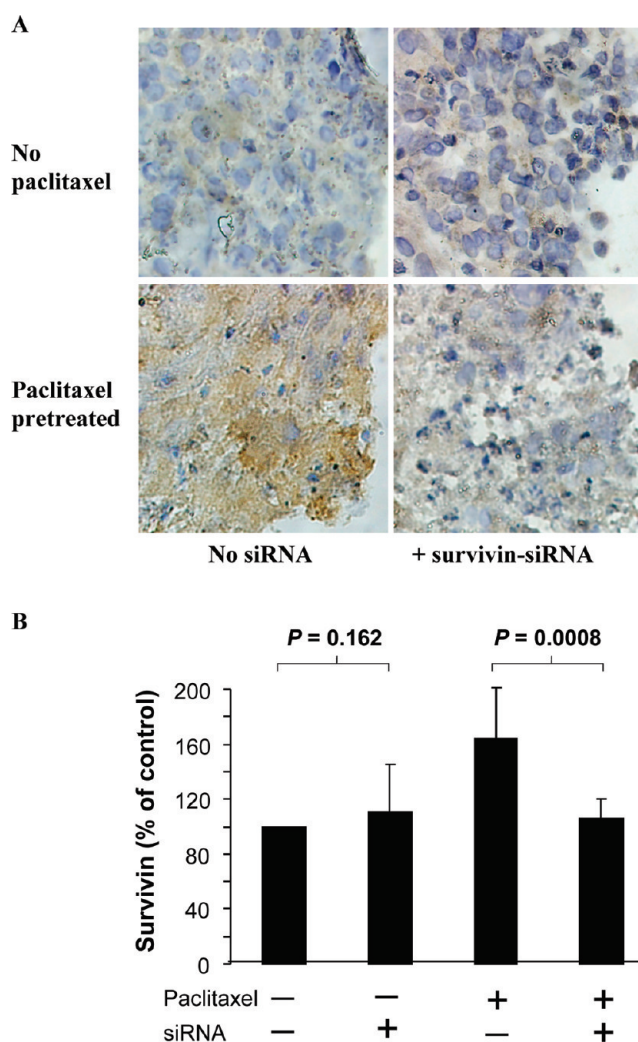 A
No
paclitaxel
Paclitaxel
pretreated
No siRNA
+ survivin-siRNA
B
P = 0.162
P = 0.0008
Survivin (% of control)
200
160
120
80
40
0
Paclitaxel — — + +
siRNA — + — +